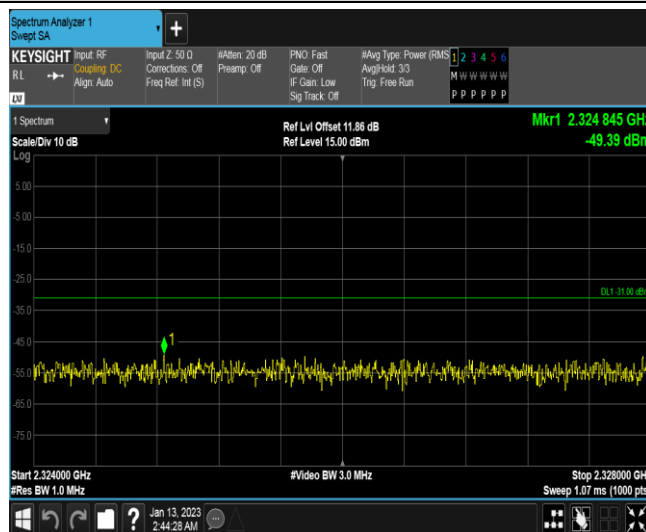 Spectrum Analyzer 1
Swept SA
+
KEYSIGHT Input: RF Input Z: 50 Ω #Atten: 20 dB PNO: Fast #Avg Type: Power (RMS 1 2 3 4 5 6
RL Coupling: DC Corrections: Off Preamp: Off Gate: Off Avg|Hold: 3/3 M W W W W W
Align: Auto Freq Ref: Int (S) IF Gain: Low Trig: Free Run
LXI Sig Track: Off P P P P P P
1 Spectrum Ref Lvl Offset 11.86 dB Mkr1 2.324 845 GHz
Scale/Div 10 dB Ref Level 15.00 dBm -49.39 dBm
Log
5.00
-5.00
-15.0
-25.0
DL1 -31.00 dBm
-35.0
-45.0
1
-55.0
-65.0
-75.0
Start 2.324000 GHz #Video BW 3.0 MHz Stop 2.328000 GHz
#Res BW 1.0 MHz Sweep 1.07 ms (1000 pts
? Jan 13, 2023
2:44:28 AM